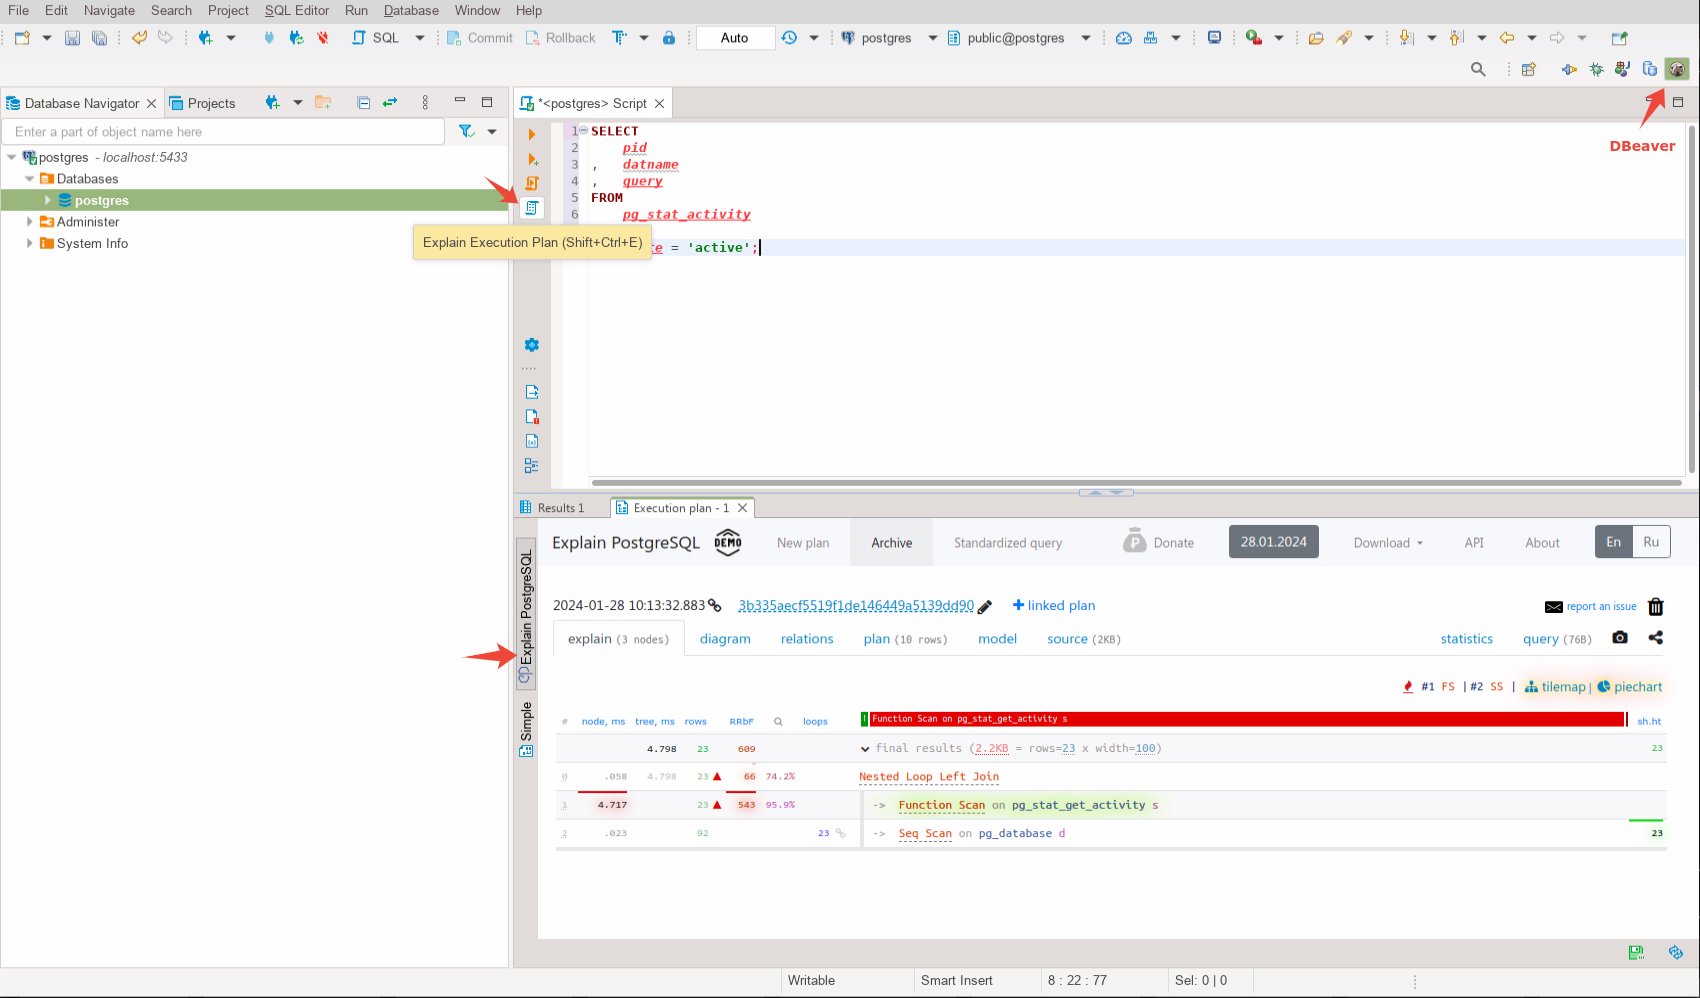 File Edit Navigate Search Project SQL Editor Run Database Window Help
SQL Commit Rollback Auto postgres public@postgres
Database Navigator Projects
*<postgres> Script
DBeaver
Enter a part of object name here
postgres - localhost:5433
Databases
postgres
Administer
System Info
1 SELECT
2 pid
3 , datname
4 , query
5 FROM
6 pg_stat_activity
Explain Execution Plan (Shift+Ctrl+E)
te = 'active';
Results 1 Execution plan - 1
Explain PostgreSQL
Simple
Explain PostgreSQL DEMO New plan Archive Standardized query Donate 28.01.2024 Download API About En Ru
2024-01-28 10:13:32.883 3b335aecf5519f1de146449a5139dd90 linked plan report an issue
explain (3 nodes) diagram relations plan (10 rows) model source (2KB) statistics query (76B)
#1 FS | #2 SS | tilemap | piechart
# node, ms tree, ms rows RRbF loops Function Scan on pg_stat_get_activity s sh.ht
4.798 23 609 final results (2.2KB = rows=23 x width=100) 23
0 .058 4.798 23 66 74.2% Nested Loop Left Join
1 4.717 23 543 95.9% -> Function Scan on pg_stat_get_activity s
2 .023 92 23 -> Seq Scan on pg_database d 23
Writable Smart Insert 8 : 22 : 77 Sel: 0 | 0